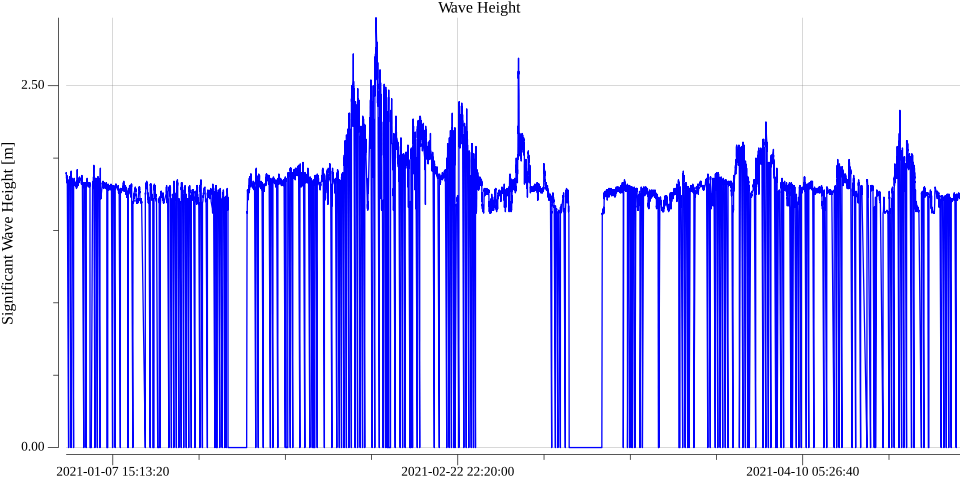 Wave Height
Significant Wave Height [m]
2.50
0.00
2021-01-07 15:13:20
2021-02-22 22:20:00
2021-04-10 05:26:40